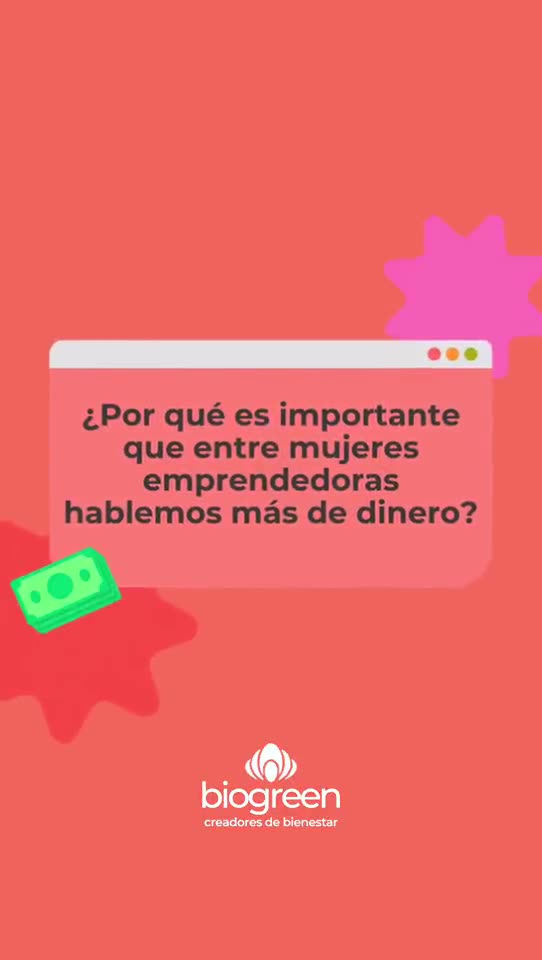 ¿Por qué es importante
que entre mujeres
emprendedoras
hablemos más de dinero?
biogreen
creadores de bienestar